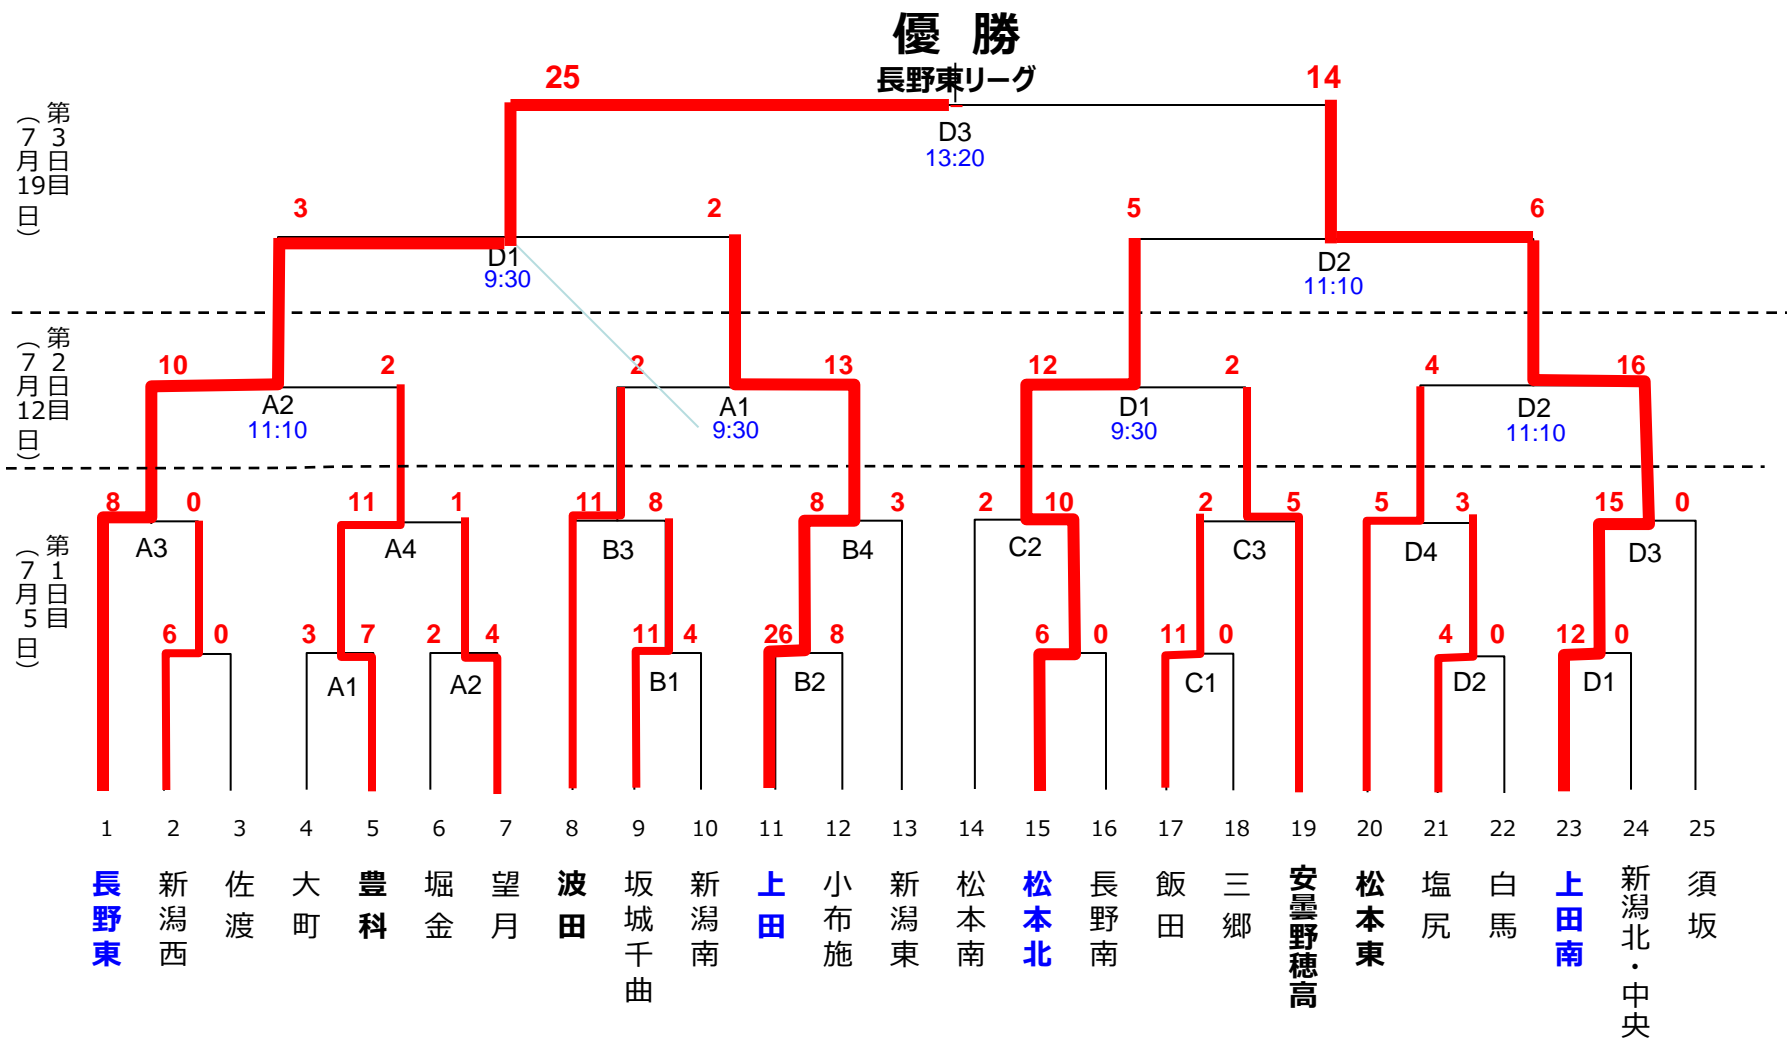 優 勝
長野東リーグ
25
14
D3
13:20
第3日目
(7月19日)
3
2
5
6
D1
9:30
D2
11:10
第2日目
(7月12日)
10
2
2
13
12
2
4
16
A2
11:10
A1
9:30
D1
9:30
D2
11:10
第1日目
(7月5日)
8
0
11
1
11
8
8
3
2
10
2
5
5
3
15
0
A3
A4
B3
B4
C2
C3
D4
D3
6
0
3
7
2
4
11
4
26
8
6
0
11
0
4
0
12
0
A1
A2
B1
B2
C1
D2
D1
1
2
3
4
5
6
7
8
9
10
11
12
13
14
15
16
17
18
19
20
21
22
23
24
25
長野東
新潟西
佐渡
大町
豊科
堀金
望月
波田
坂城千曲
新潟南
上田
小布施
新潟東
松本南
松本北
長野南
飯田
三郷
安曇野穂高
松本東
塩尻
白馬
上田南
新潟北・中央
須坂